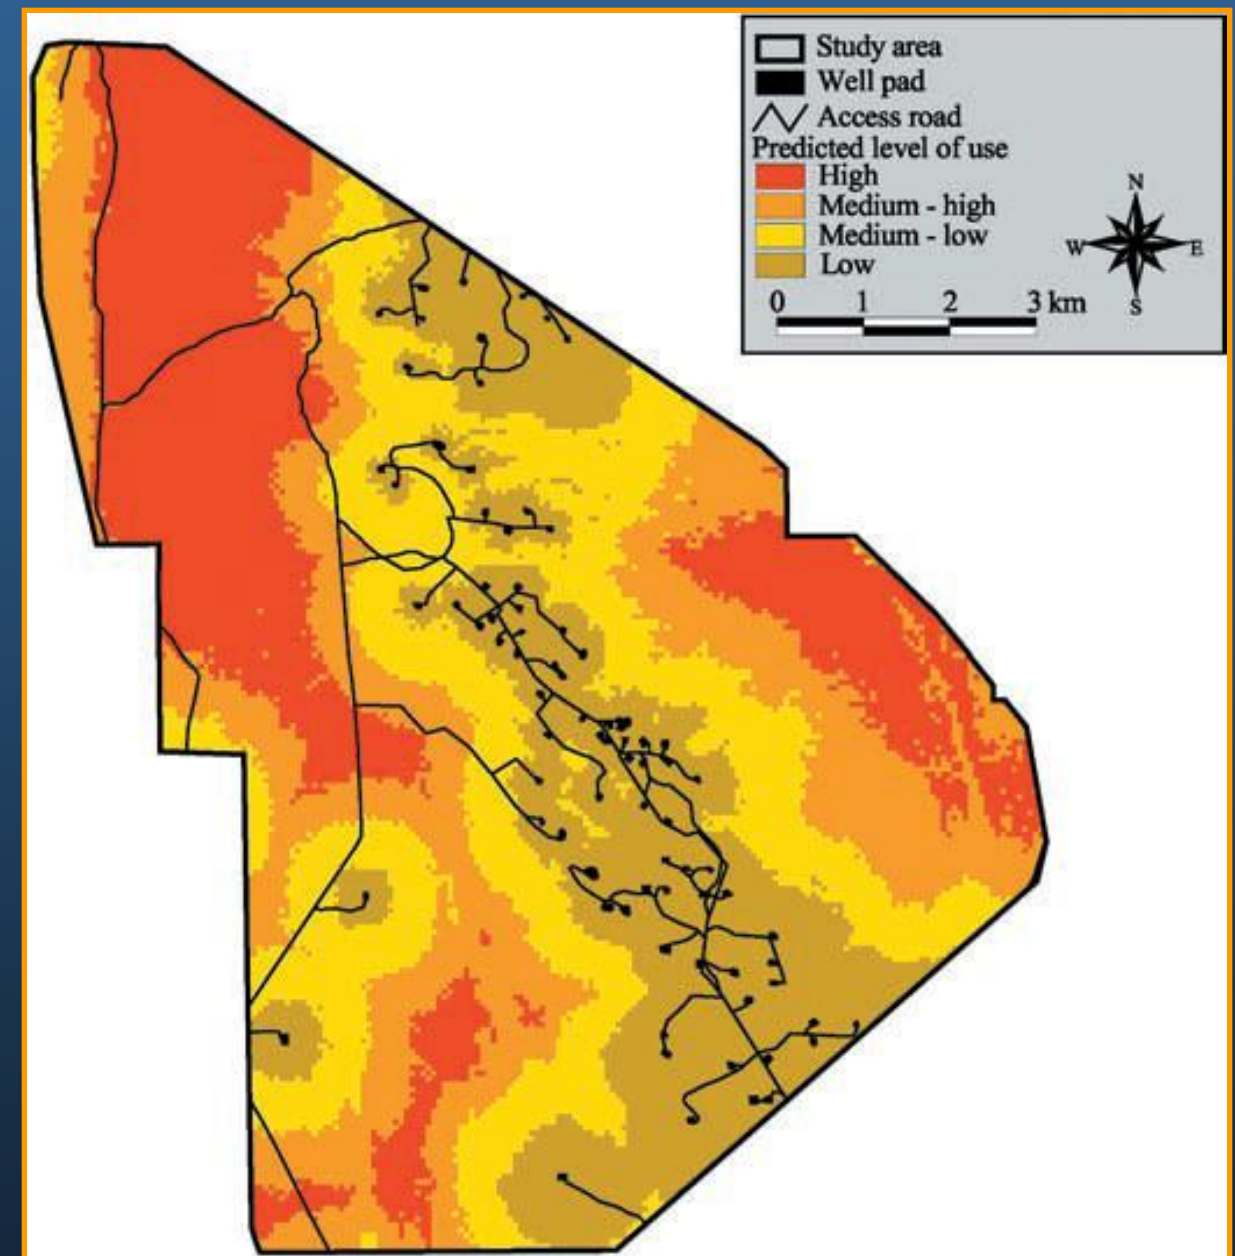 Study area
Well pad
Access road
Predicted level of use
High
Medium - high
Medium - low
Low
N
W E
S
0 1 2 3 km